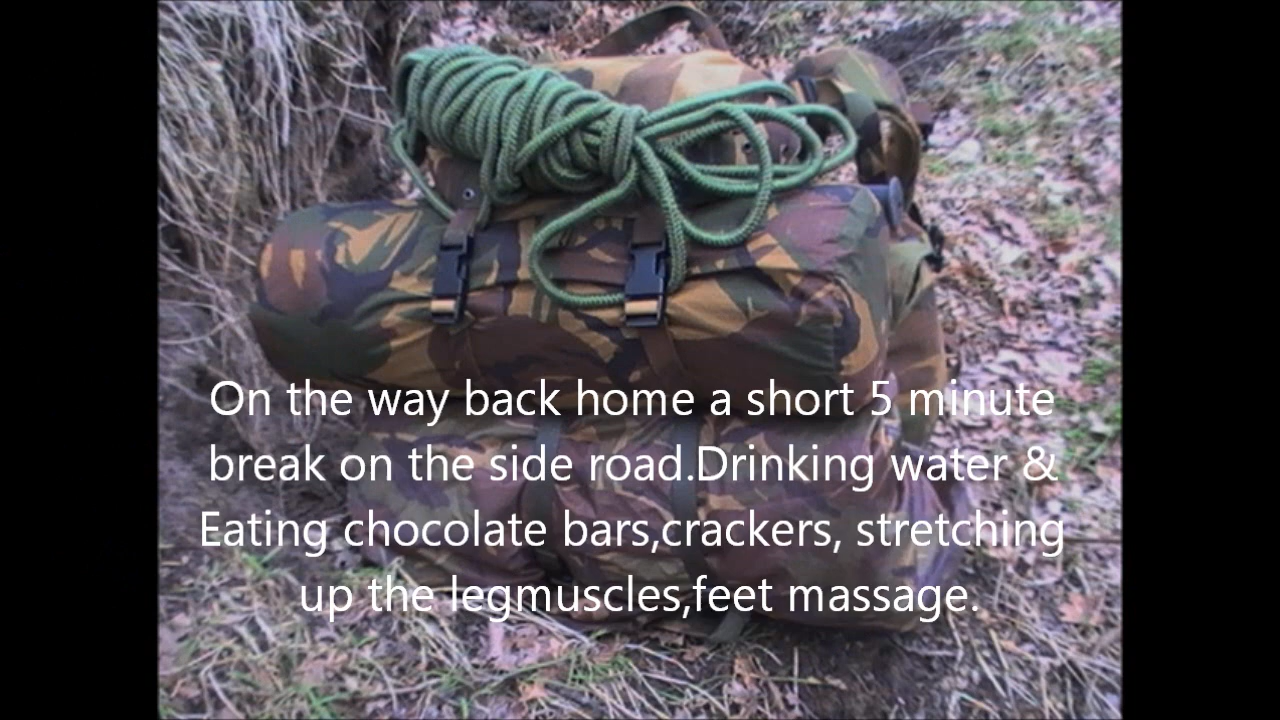 On the way back home a short 5 minute
break on the side road.Drinking water &
Eating chocolate bars,crackers, stretching
up the legmuscles,feet massage.